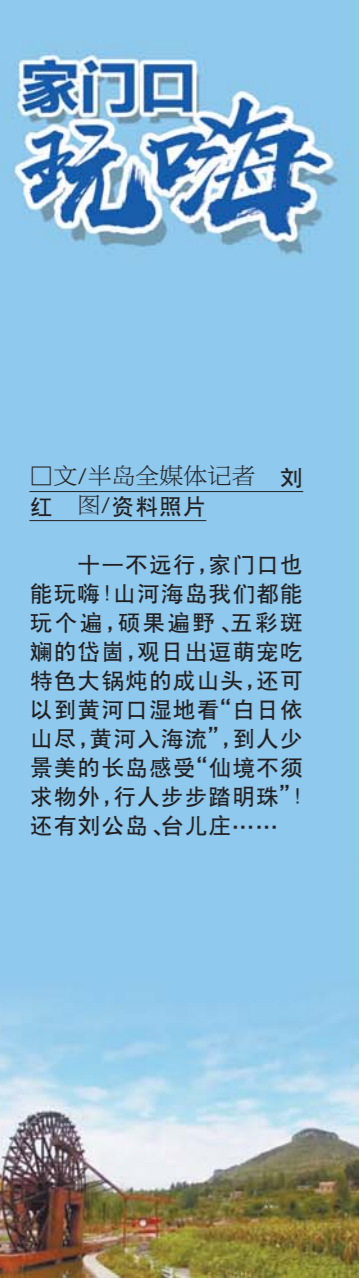 家门口
玩嗨
□文/半岛全媒体记者　刘
红　图/资料照片
十一不远行，家门口也
能玩嗨！山河海岛我们都能
玩个遍，硕果遍野、五彩斑
斓的岱崮，观日出逗萌宠吃
特色大锅炖的成山头，还可
以到黄河口湿地看“白日依
山尽，黄河入海流”，到人少
景美的长岛感受“仙境不须
求物外，行人步步踏明珠”！
还有刘公岛、台儿庄……